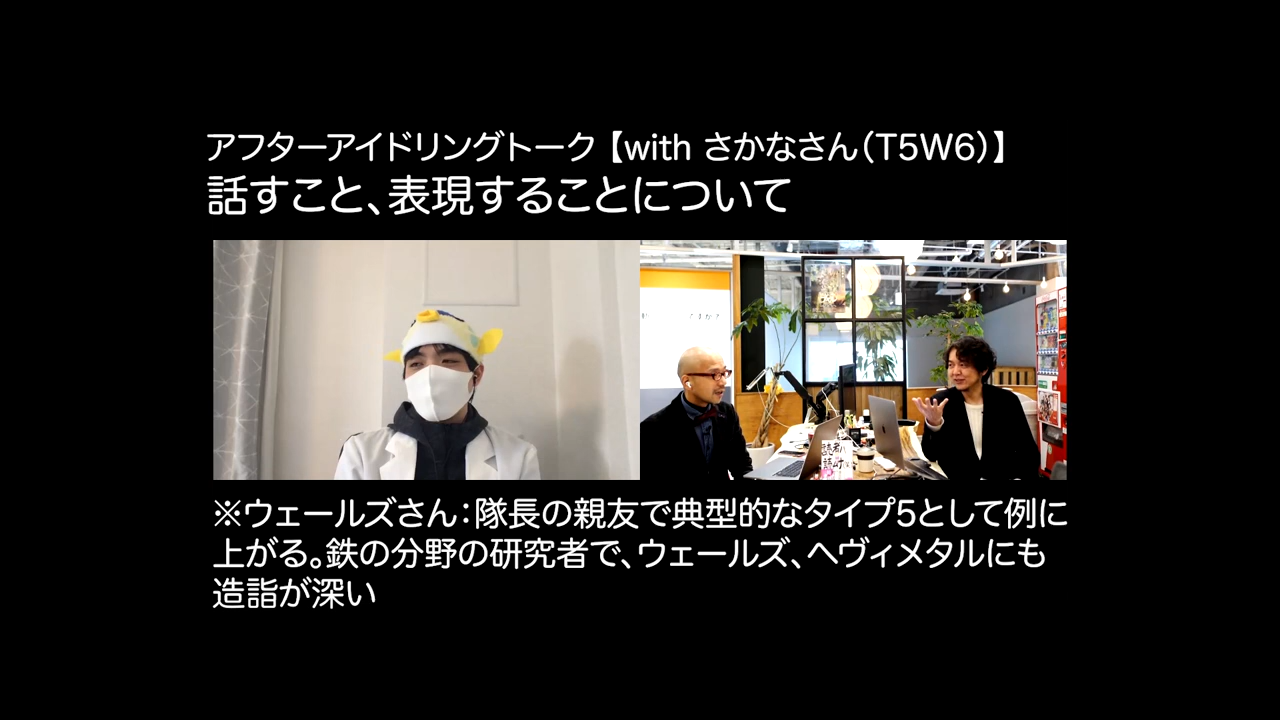 アフターアイドリングトーク【with さかなさん(T5W6)】
話すこと、表現することについて
※ウェールズさん:隊長の親友で典型的なタイプ5として例に
上がる。鉄の分野の研究者で、ウェールズ、ヘヴィメタルにも
造詣が深い